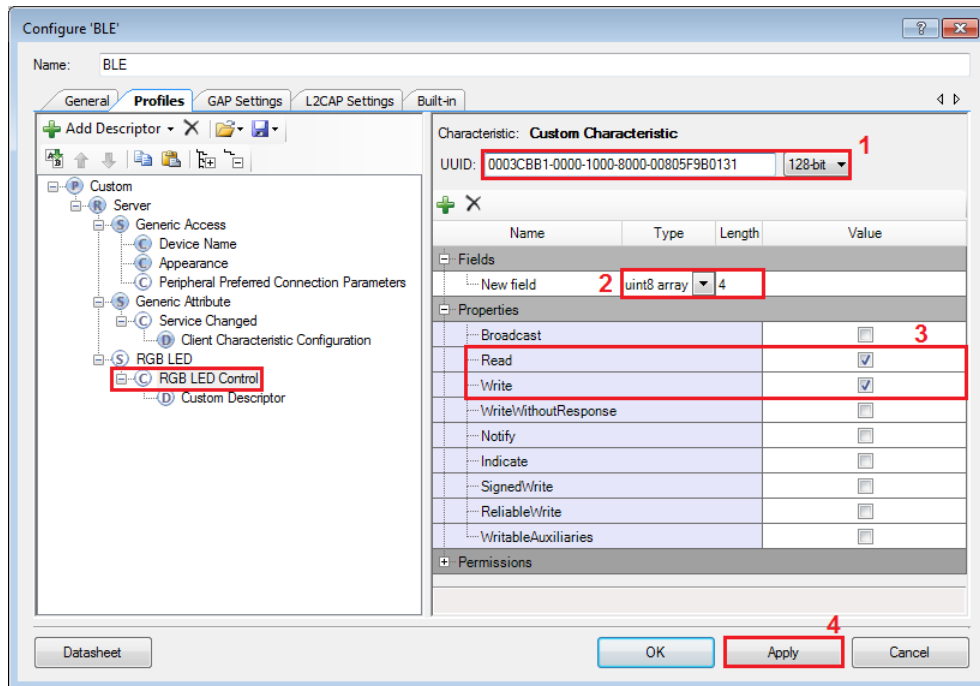 Configure 'BLE'
Name: BLE
General Profiles GAP Settings L2CAP Settings Built-in
Add Descriptor
Custom
Server
Generic Access
Device Name
Appearance
Peripheral Preferred Connection Parameters
Generic Attribute
Service Changed
Client Characteristic Configuration
RGB LED
RGB LED Control
Custom Descriptor
Characteristic: Custom Characteristic
1
UUID: 0003CBB1-0000-1000-8000-00805F9B0131 128-bit
Name Type Length Value
Fields
New field 2 uint8 array 4
Properties
Broadcast 3
Read
Write
WriteWithoutResponse
Notify
Indicate
SignedWrite
ReliableWrite
WritableAuxiliaries
Permissions
4
Datasheet OK Apply Cancel